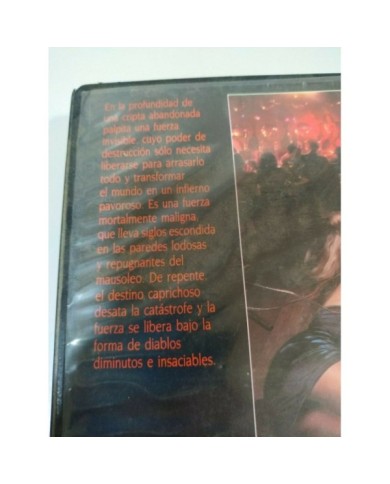 En la profundidad de
una cripta abandonada
palpita una fuerza
invisible, cuyo poder de
destrucción sólo necesita
liberarse para arrasarlo
todo y transformar
el mundo en un infierno
pavoroso. Es una fuerza
mortalmente maligna,
que lleva siglos escondida
en las paredes lodosas
y repugnantes del
mausoleo. De repente,
el destino caprichoso
desata la catástrofe y la
fuerza se libera bajo la
forma de diablos
diminutos e insaciables.